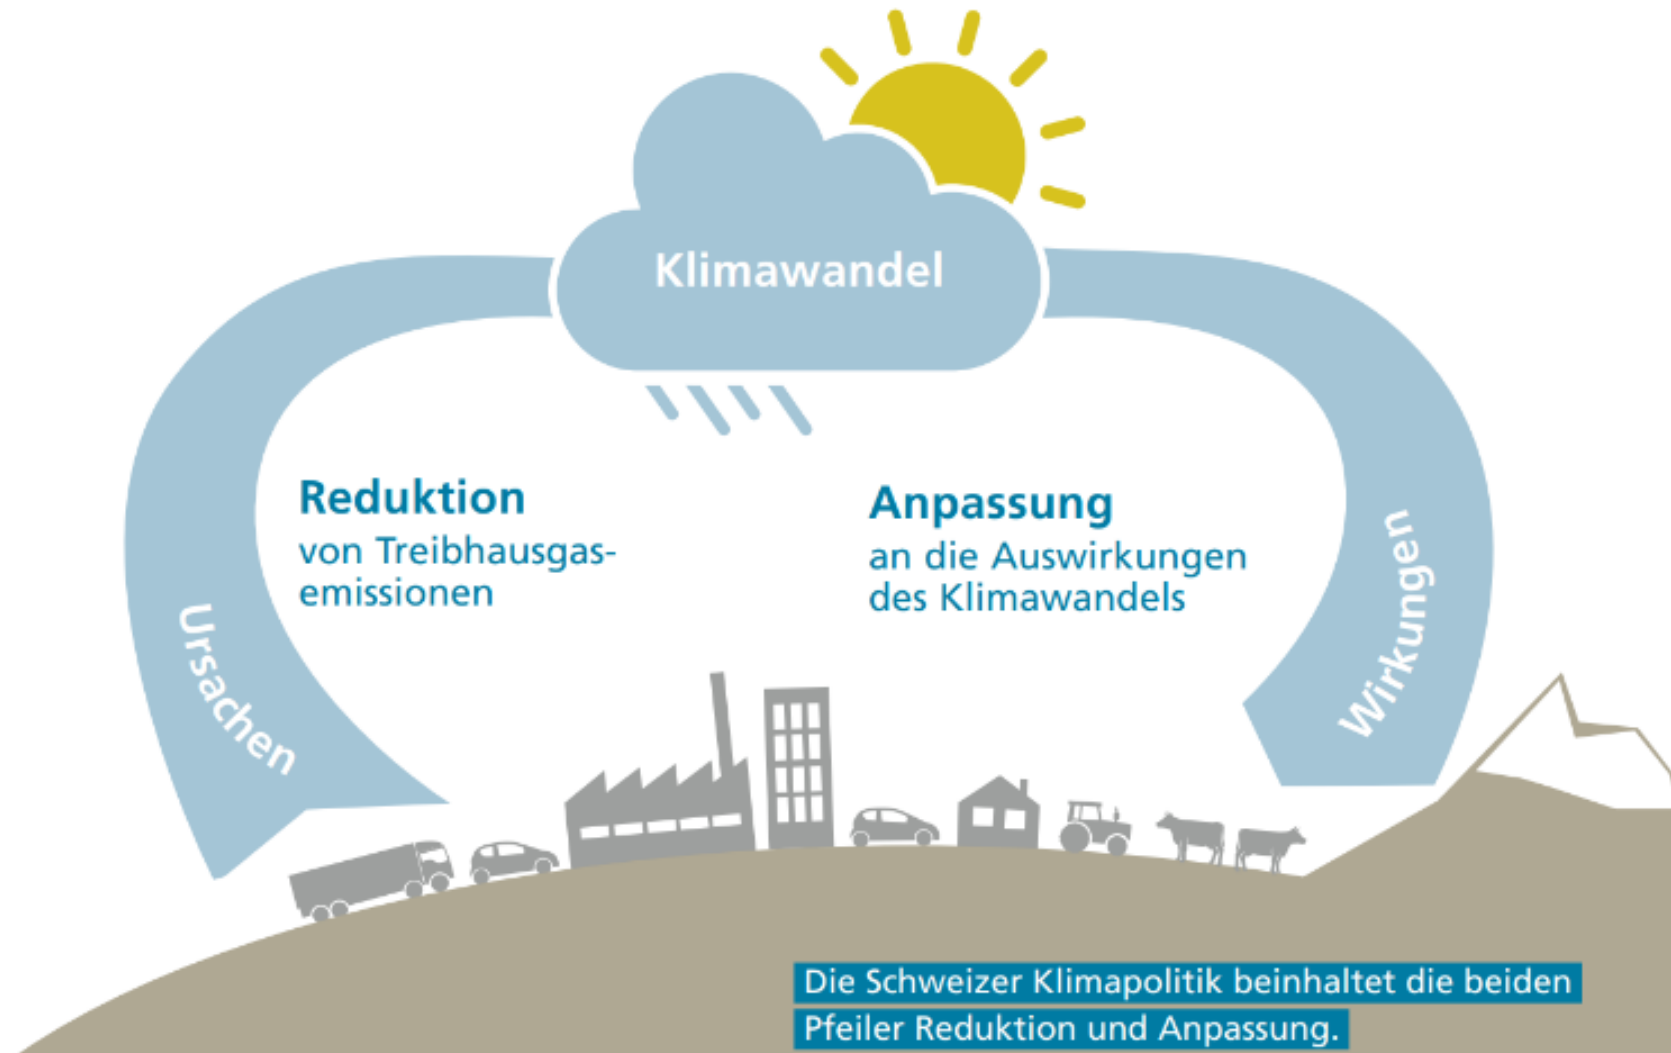 Klimawandel
Reduktion
von Treibhausgas-
emissionen
Anpassung
an die Auswirkungen
des Klimawandels
Ursachen
Wirkungen
Die Schweizer Klimapolitik beinhaltet die beiden
Pfeiler Reduktion und Anpassung.